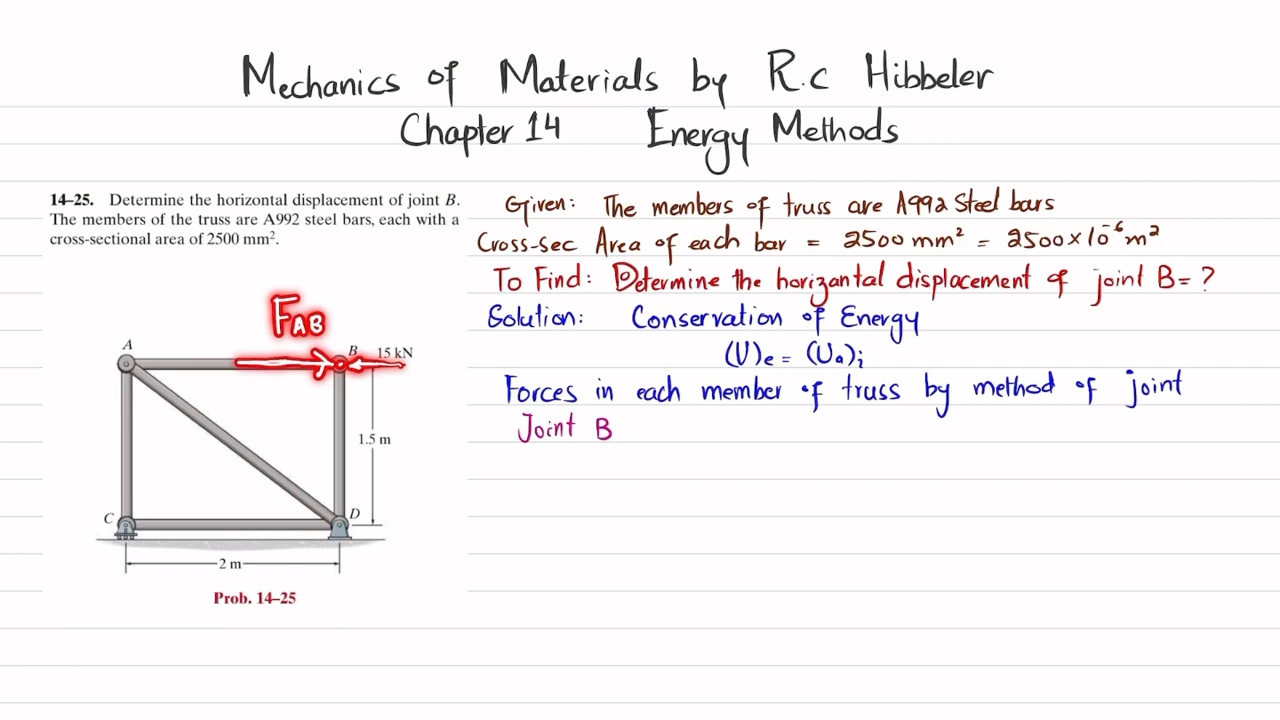 Mechanics of Materials by R.c Hibbeler
Chapter 14 Energy Methods
14–25. Determine the horizontal displacement of joint B.
The members of the truss are A992 steel bars, each with a
cross-sectional area of 2500 mm².
Given: The members of truss are A992 Steel bars
Cross-sec Area of each bar = 2500 mm² = 2500×10⁻⁶ m²
To Find: Determine the horizantal displacement of joint B = ?
Solution: Conservation of Energy
(U)e = (Ua)i
Forces in each member of truss by method of joint
Joint B
FAB
A
B
15 kN
1.5 m
C
D
2 m
Prob. 14–25